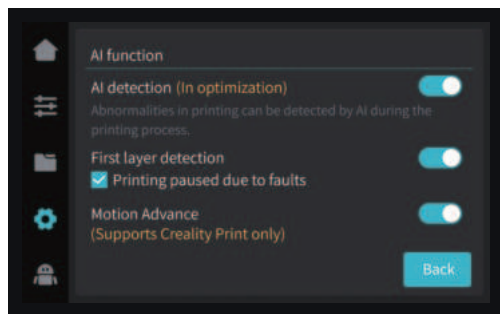 AI function
AI detection (In optimization)
Abnormalities in printing can be detected by AI during the
printing process.
First layer detection
Printing paused due to faults
Motion Advance
(Supports Creality Print only)
Back